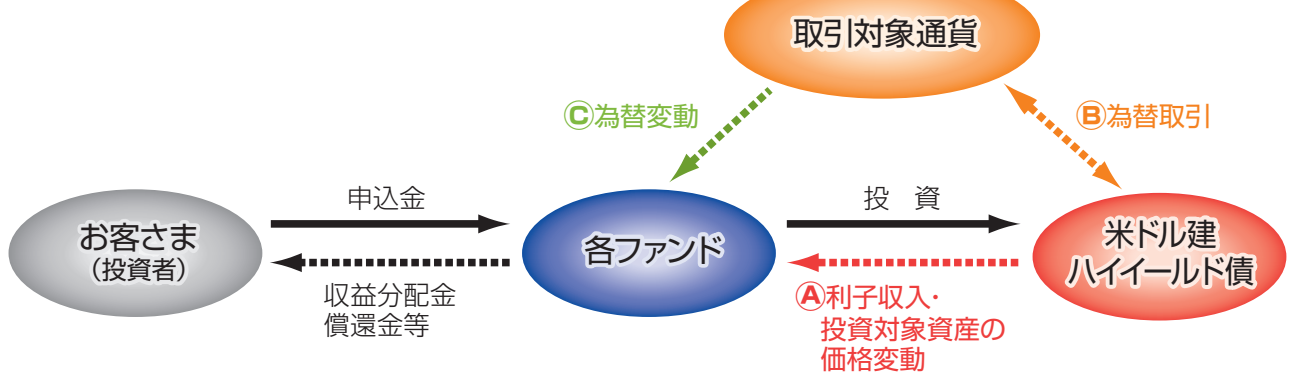 取引対象通貨
Ⓒ為替変動
Ⓑ為替取引
申込金
投　資
お客さま
（投資者）
各ファンド
米ドル建
ハイイールド債
収益分配金
償還金等
Ⓐ利子収入・
投資対象資産の
価格変動